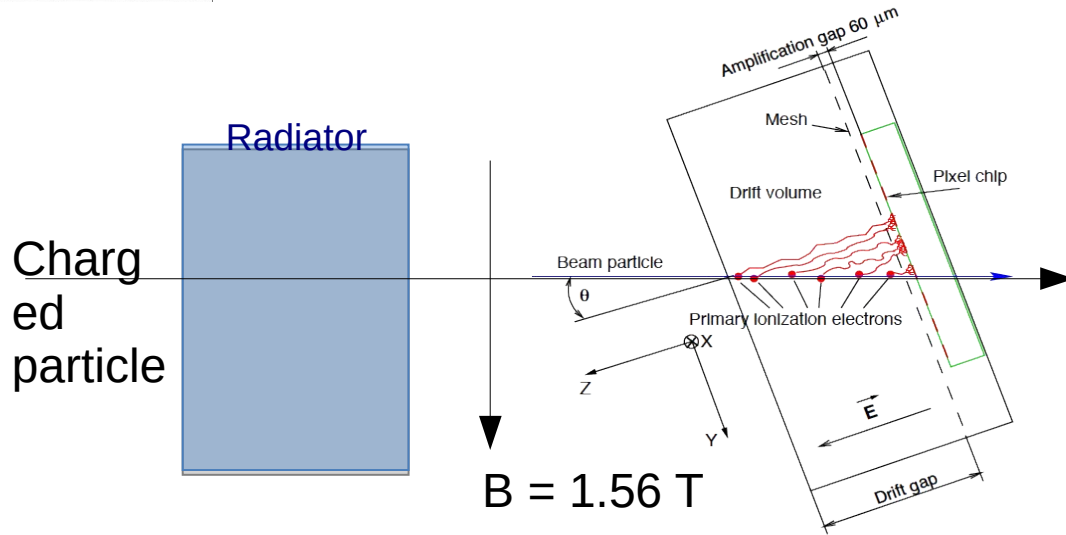 Radiator
Charg
ed
particle
B = 1.56 T
Amplification gap 60 μm
Mesh
Drift volume
Pixel chip
Beam particle
θ
Primary ionization electrons
X
Z
Y
E
Drift gap